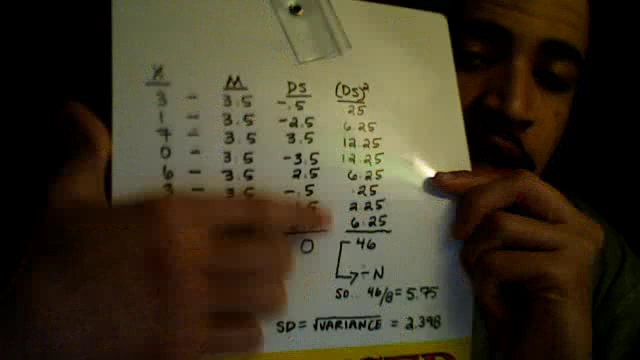 X M DS (DS)²
3 - 3.5 -.5 .25
1 - 3.5 -2.5 6.25
7 - 3.5 3.5 12.25
0 - 3.5 -3.5 12.25
6 - 3.5 2.5 6.25
3 - 3.5 -.5 .25
2.25
6.25
0 46
÷ N
SO... 46/8 = 5.75
SD = √VARIANCE = 2.398